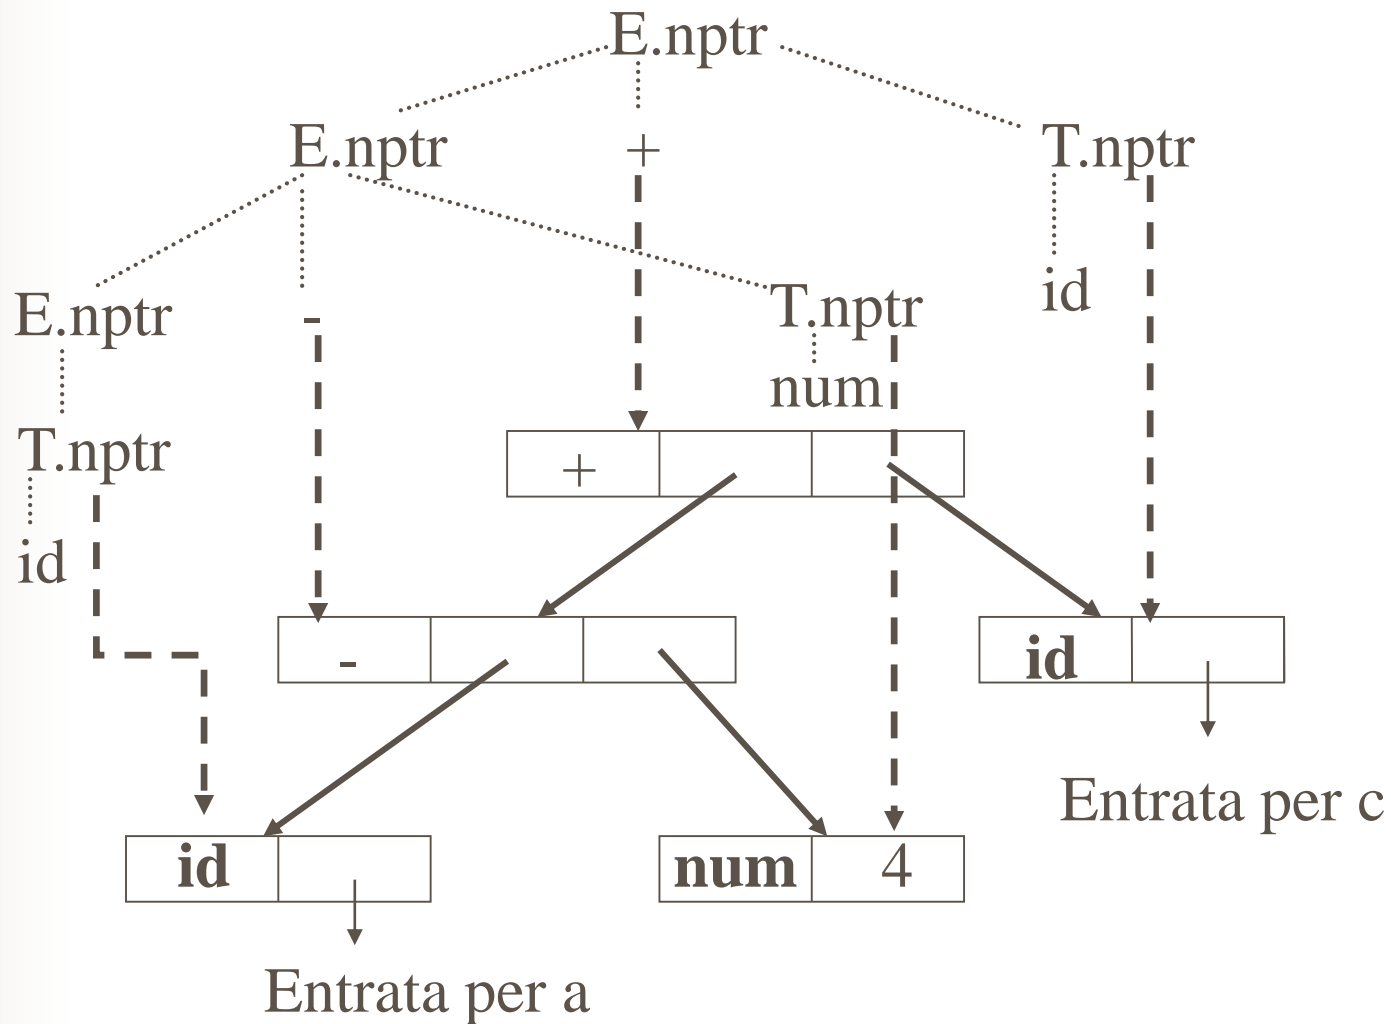 E.nptr
E.nptr + T.nptr
E.nptr - T.nptr id
num
T.nptr
+
id
- id
Entrata per c
id num 4
Entrata per a